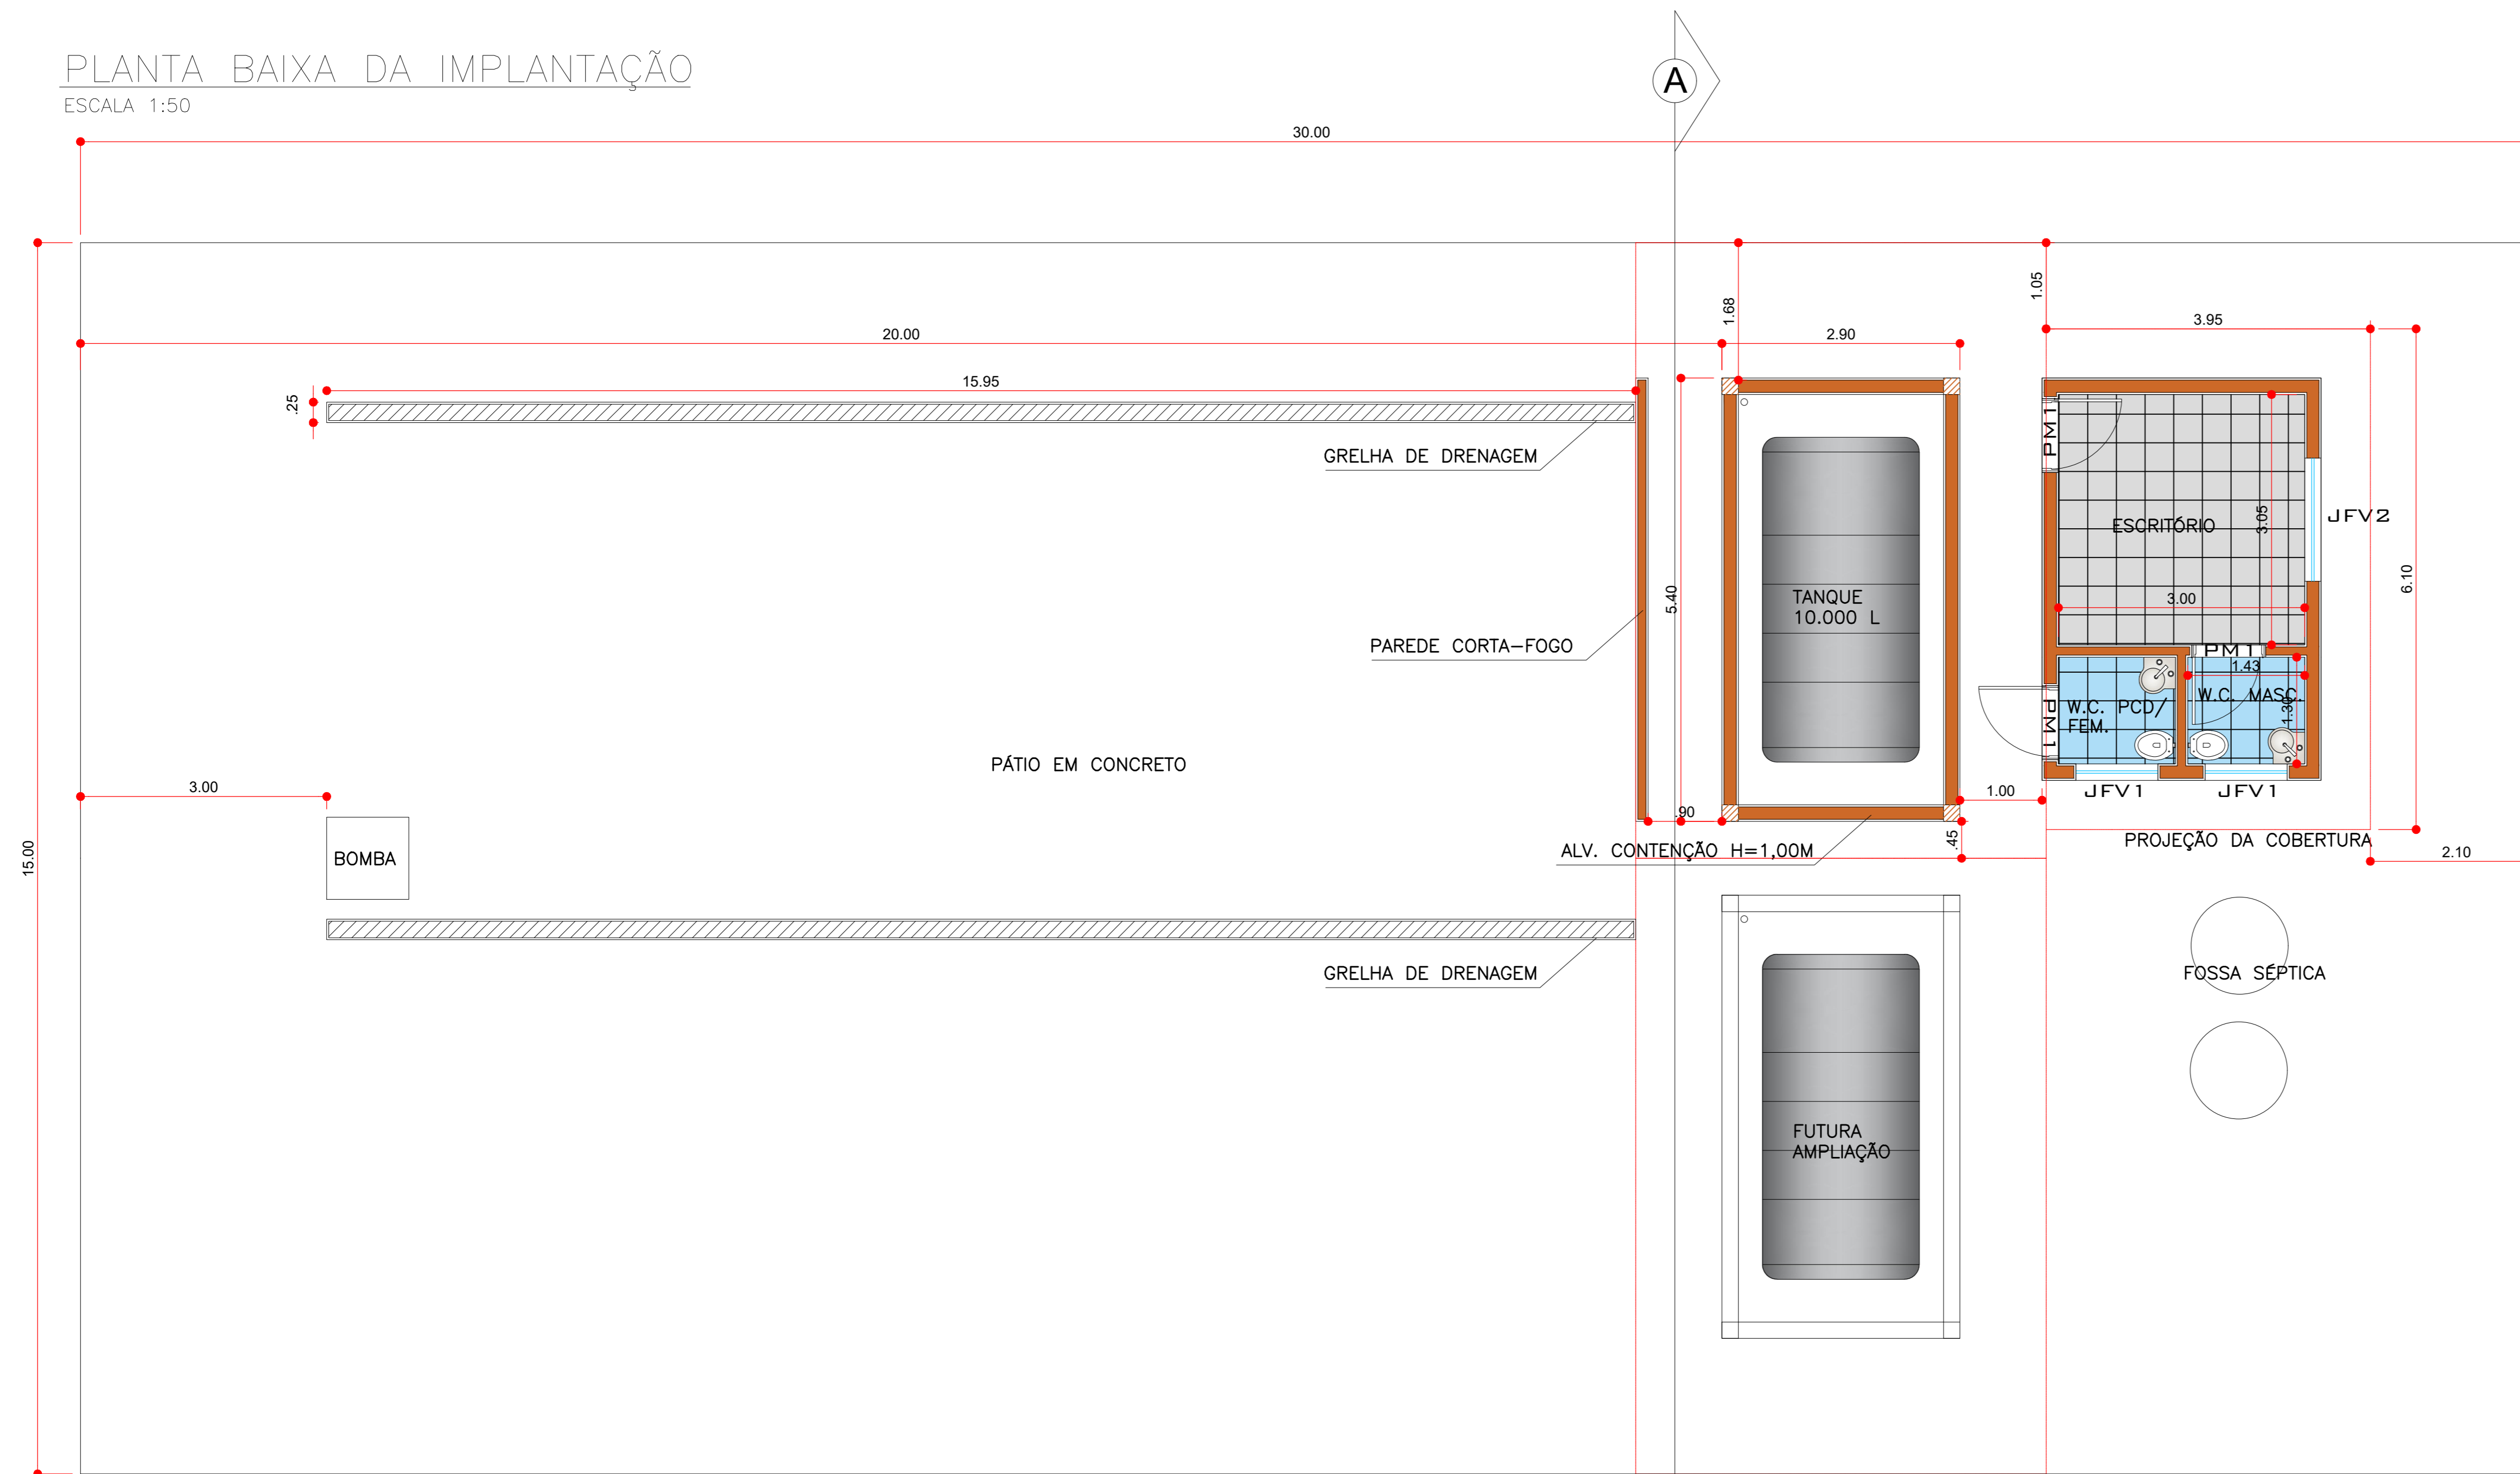 PLANTA BAIXA DA IMPLANTAÇÃO
ESCALA 1:50
A
30.00
1.68
1.05
20.00
2.90
3.95
15.95
.25
GRELHA DE DRENAGEM
PM1
ESCRITÓRIO
3.05
JFV2
5.40
TANQUE
10.000 L
3.00
6.10
PAREDE CORTA-FOGO
PM1
1.43
W.C. MASC.
1.30
W.C. PCD/
FEM.
PM1
PÁTIO EM CONCRETO
3.00
1.00
JFV1
JFV1
.90
15.00
BOMBA
ALV. CONTENÇÃO H=1,00M
.45
PROJEÇÃO DA COBERTURA
2.10
GRELHA DE DRENAGEM
FOSSA SÉPTICA
FUTURA
AMPLIAÇÃO